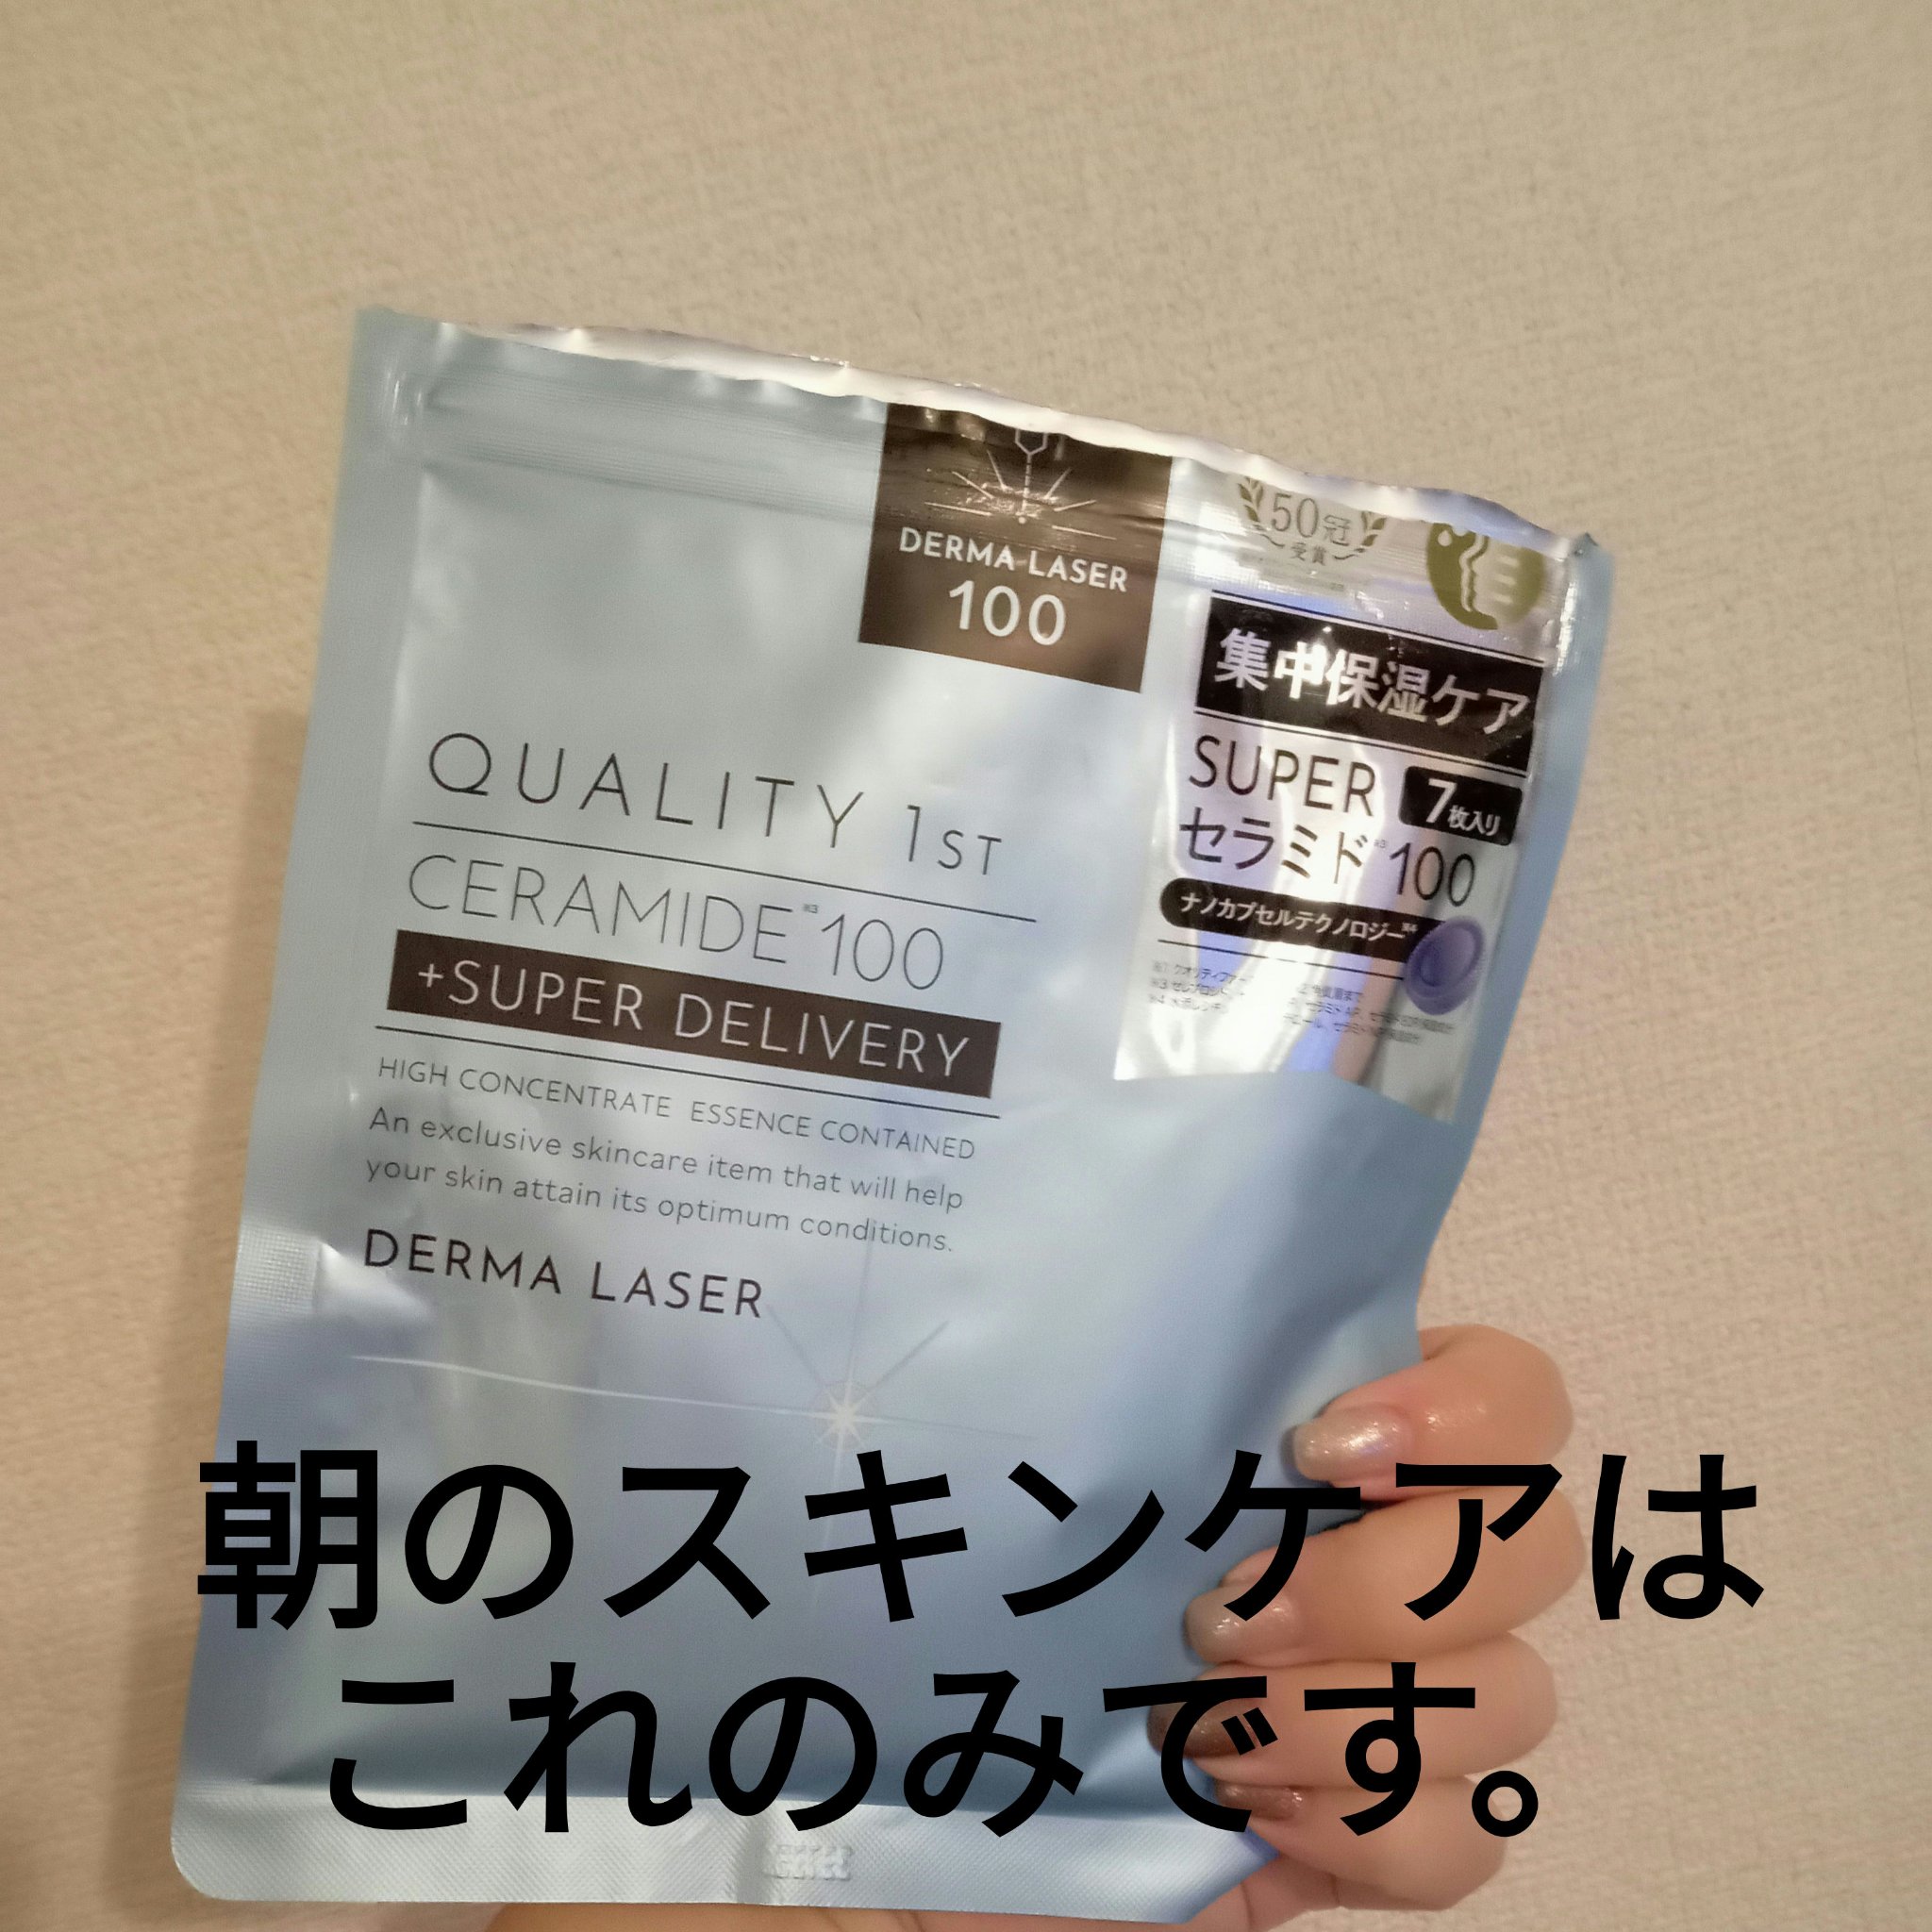 DERMA LASER
100
50冠
受賞
集中保湿ケア
SUPER
7枚入り
セラミド※3 100
ナノカプセルテクノロジー※4
QUALITY 1ST
CERAMIDE※3 100
+SUPER DELIVERY
HIGH CONCENTRATE ESSENCE CONTAINED
An exclusive skincare item that will help
your skin attain its optimum conditions.
DERMA LASER
朝のスキンケアは
これのみです。